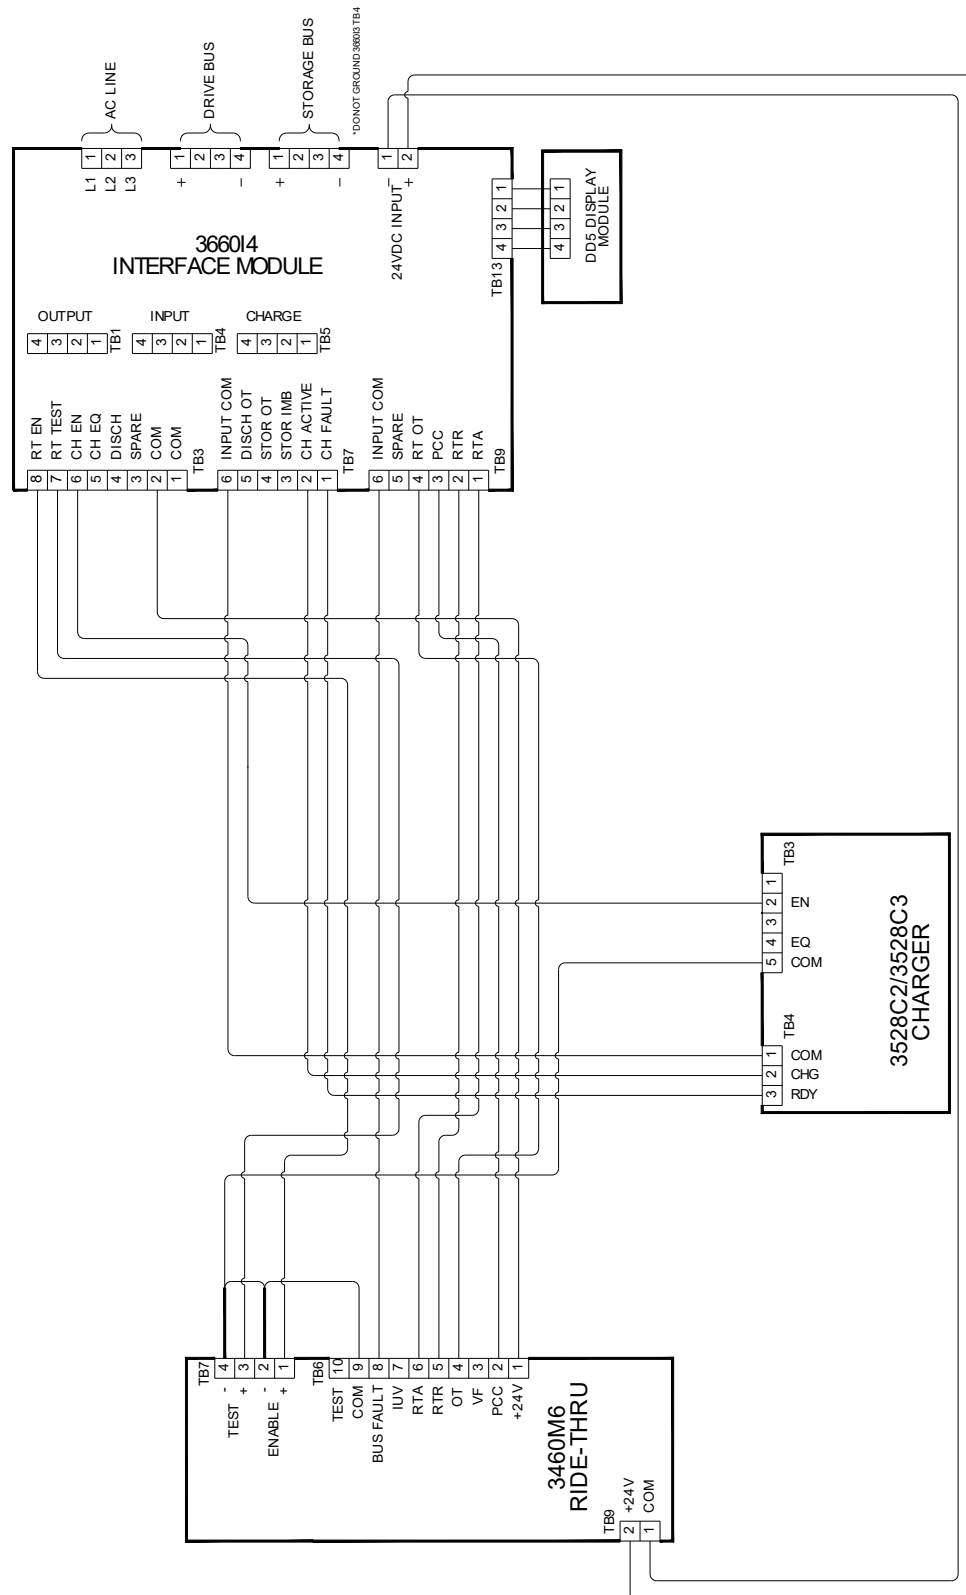 AC LINE
DRIVE BUS
STORAGE BUS
*DO NOT GROUND 3660I3 TB4
L1 1
L2 2
L3 3
+ 1
2
3
- 4
+ 1
2
3
- 4
24VDC INPUT
- 1
+ 2
3660I4
INTERFACE MODULE
OUTPUT
4 3 2 1
TB1
INPUT
4 3 2 1
TB4
CHARGE
4 3 2 1
TB5
TB13
4 3 2 1
4 3 2 1
DD5 DISPLAY
MODULE
8 RT EN
7 RT TEST
6 CH EN
5 CH EQ
4 DISCH
3 SPARE
2 COM
1 COM
TB3
6 INPUT COM
5 DISCH OT
4 STOR OT
3 STOR IMB
2 CH ACTIVE
1 CH FAULT
TB7
6 INPUT COM
5 SPARE
4 RT OT
3 PCC
2 RTR
1 RTA
TB9
TB3
1
2 EN
3
4 EQ
5 COM
TB4
1 COM
2 CHG
3 RDY
3528C2/3528C3
CHARGER
TB7
4 -
TEST
3 +
2 -
ENABLE
1 +
TB6
10 TEST
9 COM
8 BUS FAULT
7 IUV
6 RTA
5 RTR
4 OT
3 VF
2 PCC
1 +24V
3460M6
RIDE-THRU
TB9
2 +24V
1 COM